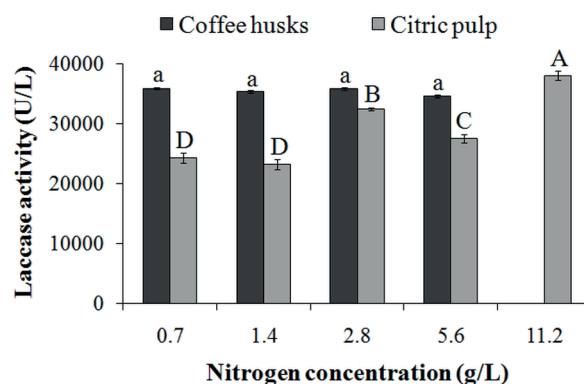 Coffee husks Citric pulp
40000
30000
20000
10000
0
Laccase activity (U/L)
a D
a D
a B
a C
A
0.7 1.4 2.8 5.6 11.2
Nitrogen concentration (g/L)